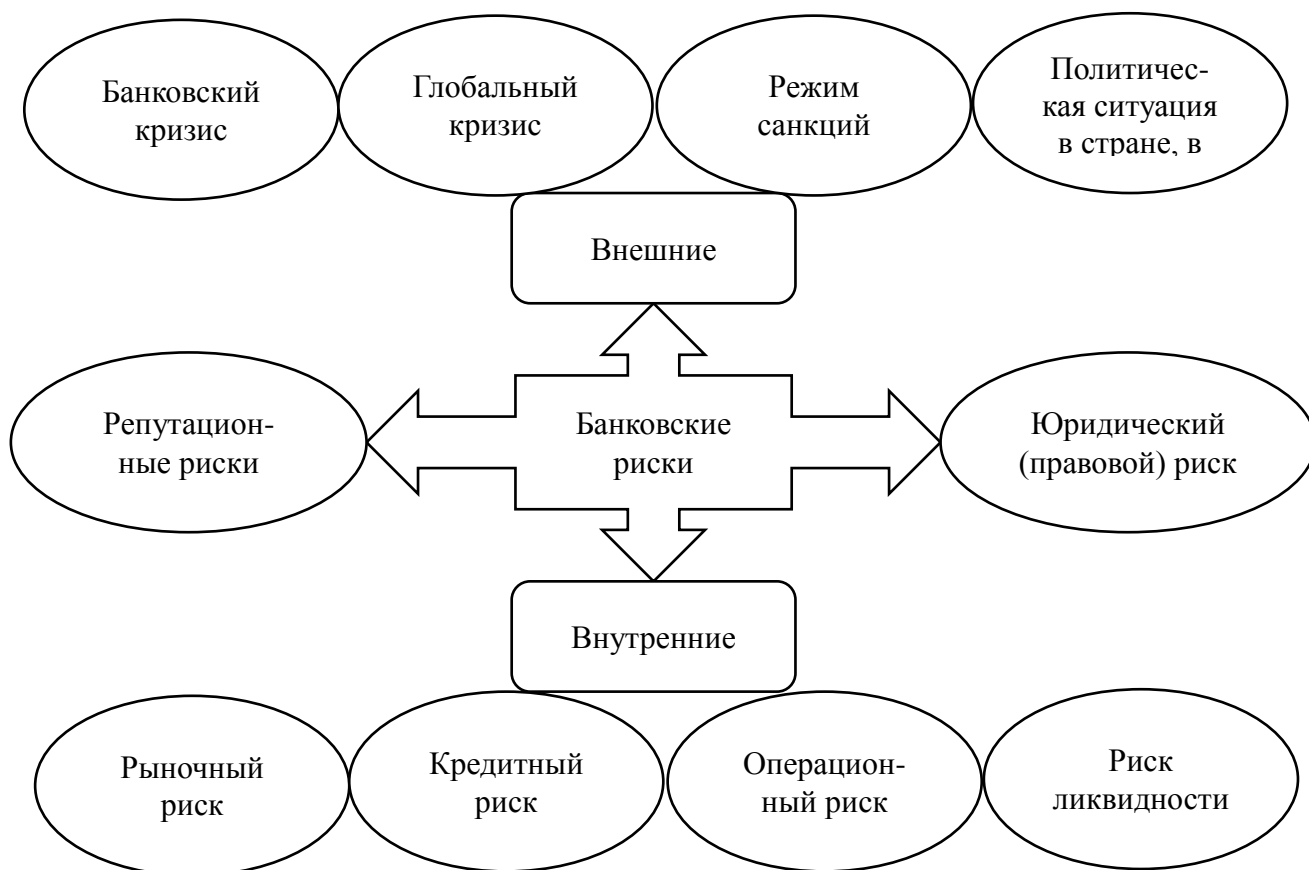 Банковский
кризис
Глобальный
кризис
Режим
санкций
Политичес-
кая ситуация
в стране, в
Внешние
Репутацион-
ные риски
Банковские
риски
Юридический
(правовой) риск
Внутренние
Рыночный
риск
Кредитный
риск
Операцион-
ный риск
Риск
ликвидности